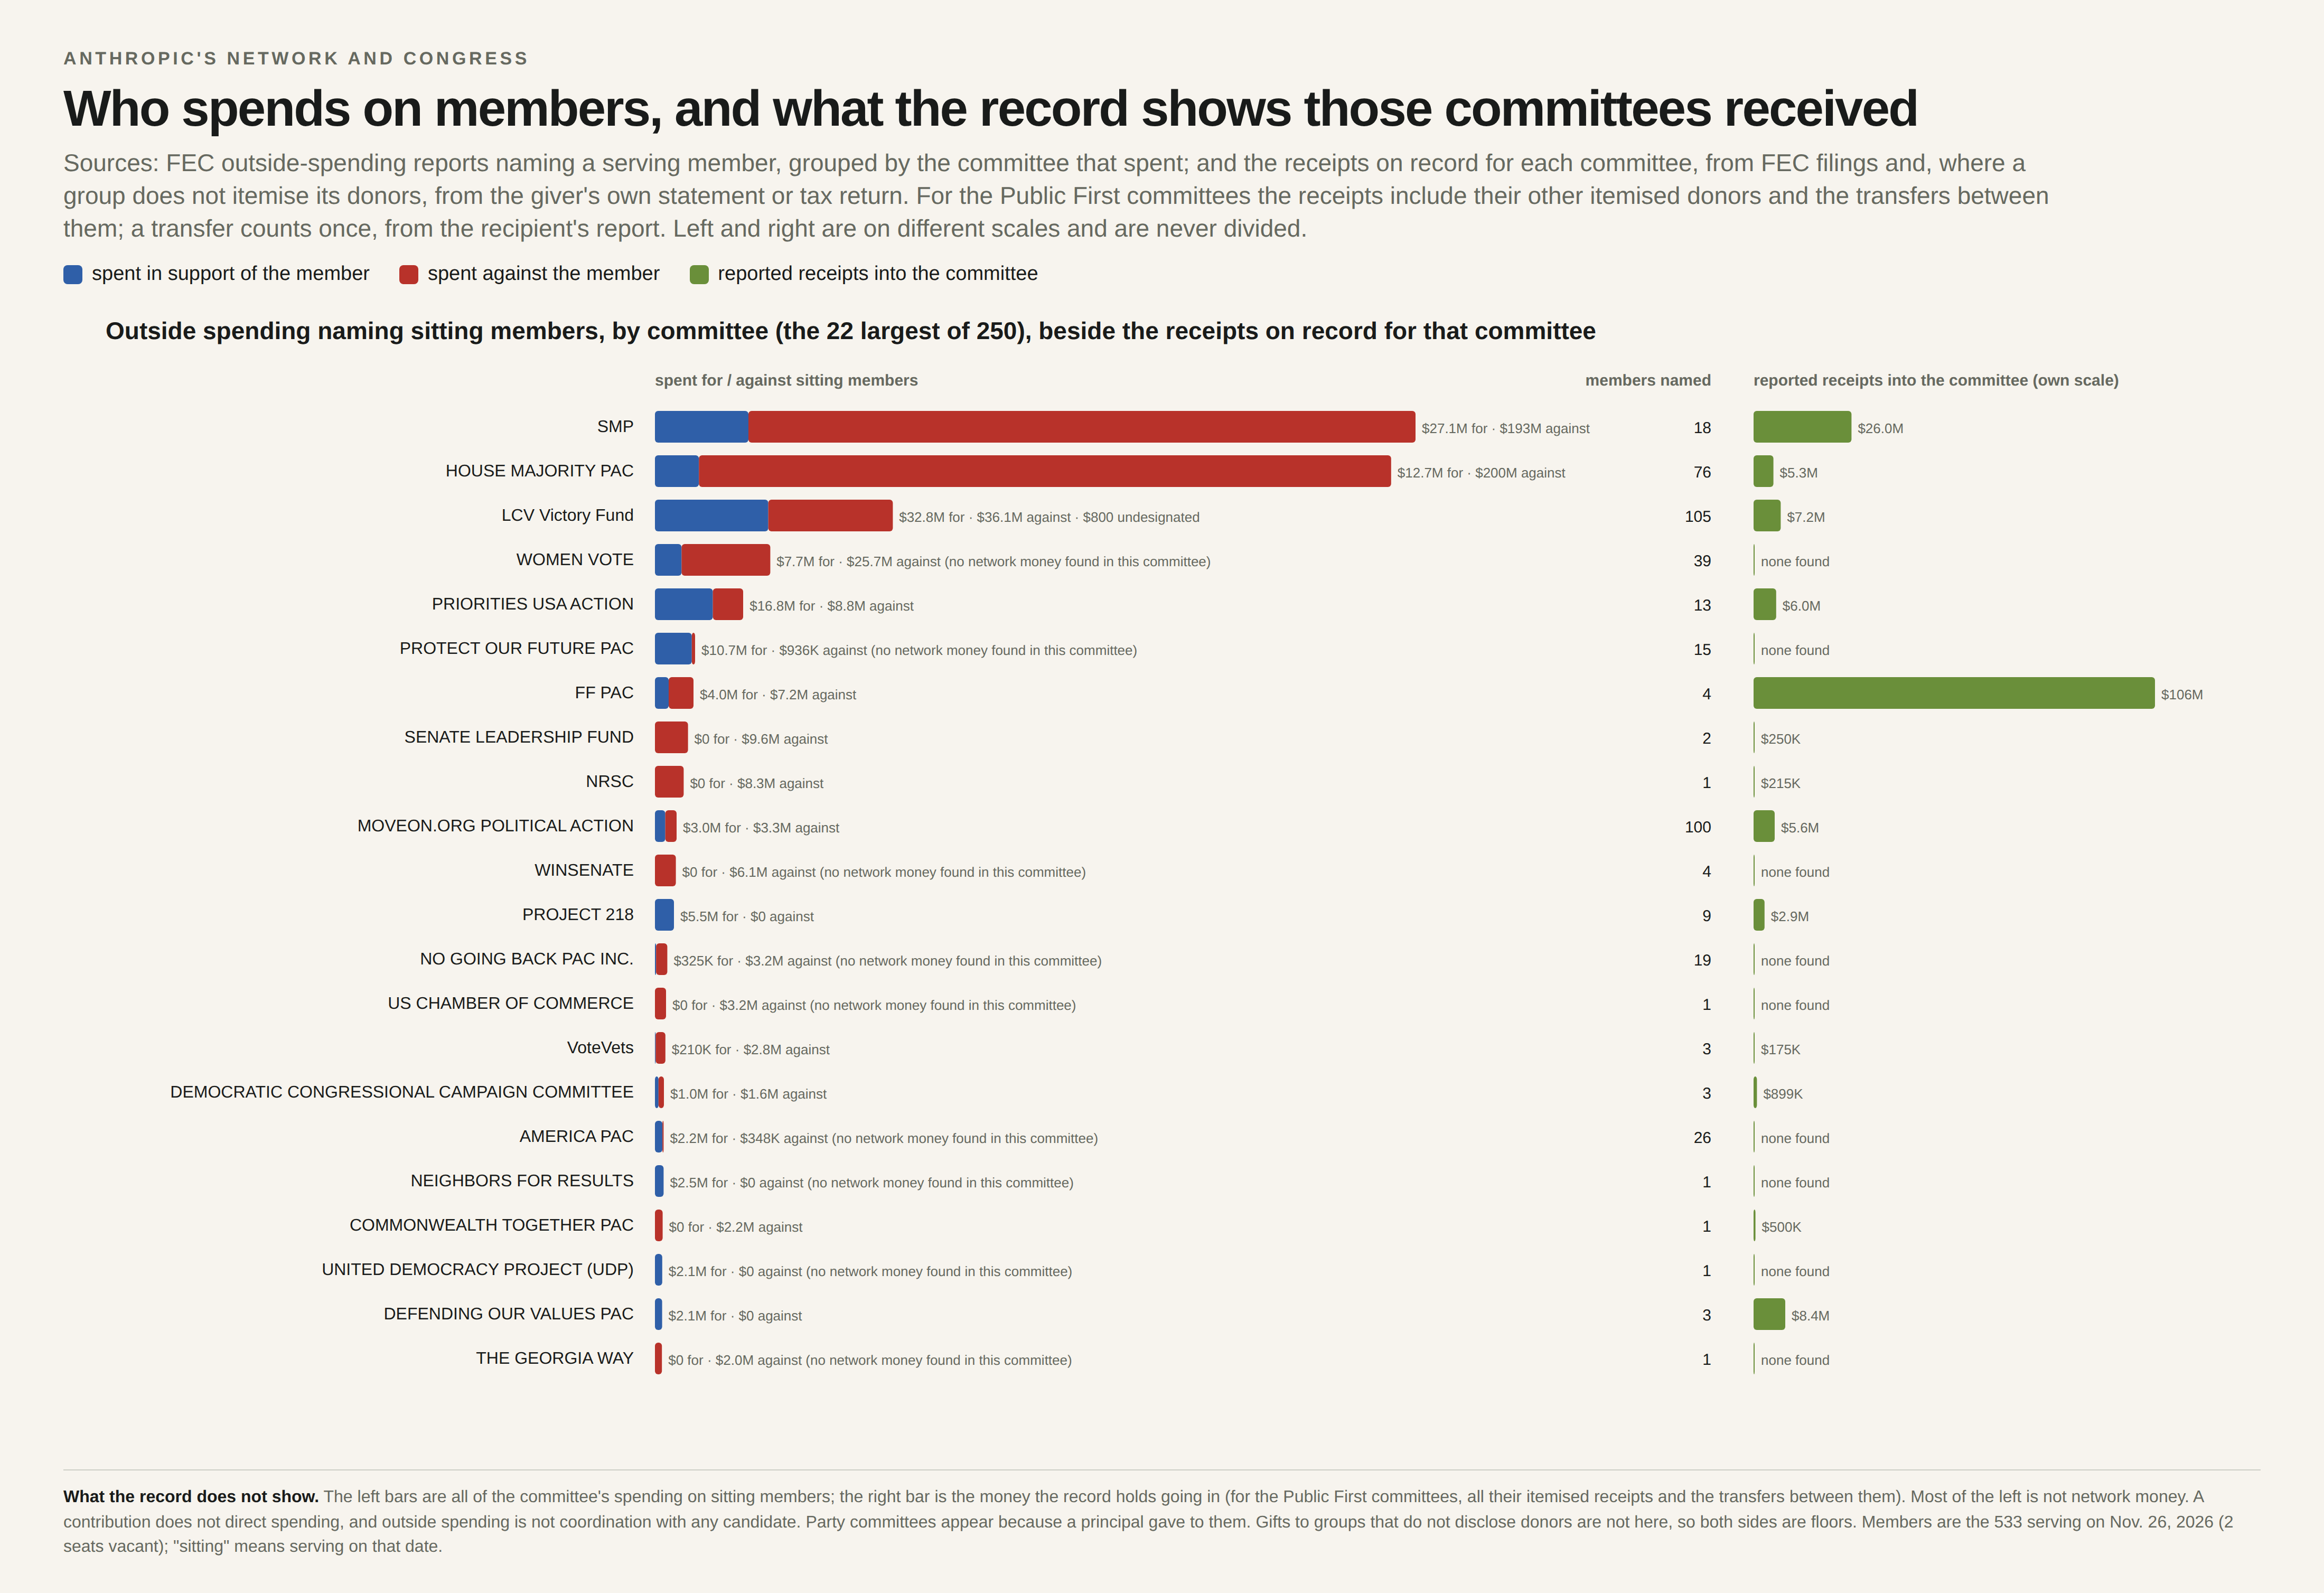 ANTHROPIC'S NETWORK AND CONGRESS
Who spends on members, and what the record shows those committees received
Sources: FEC outside-spending reports naming a serving member, grouped by the committee that spent; and the receipts on record for each committee, from FEC filings and, where a
group does not itemise its donors, from the giver's own statement or tax return. For the Public First committees the receipts include their other itemised donors and the transfers between
them; a transfer counts once, from the recipient's report. Left and right are on different scales and are never divided.
spent in support of the member spent against the member reported receipts into the committee
Outside spending naming sitting members, by committee (the 22 largest of 250), beside the receipts on record for that committee
spent for / against sitting members members named reported receipts into the committee (own scale)
SMP $27.1M for · $193M against 18 $26.0M
HOUSE MAJORITY PAC $12.7M for · $200M against 76 $5.3M
LCV Victory Fund $32.8M for · $36.1M against · $800 undesignated 105 $7.2M
WOMEN VOTE $7.7M for · $25.7M against (no network money found in this committee) 39 none found
PRIORITIES USA ACTION $16.8M for · $8.8M against 13 $6.0M
PROTECT OUR FUTURE PAC $10.7M for · $936K against (no network money found in this committee) 15 none found
FF PAC $4.0M for · $7.2M against 4 $106M
SENATE LEADERSHIP FUND $0 for · $9.6M against 2 $250K
NRSC $0 for · $8.3M against 1 $215K
MOVEON.ORG POLITICAL ACTION $3.0M for · $3.3M against 100 $5.6M
WINSENATE $0 for · $6.1M against (no network money found in this committee) 4 none found
PROJECT 218 $5.5M for · $0 against 9 $2.9M
NO GOING BACK PAC INC. $325K for · $3.2M against (no network money found in this committee) 19 none found
US CHAMBER OF COMMERCE $0 for · $3.2M against (no network money found in this committee) 1 none found
VoteVets $210K for · $2.8M against 3 $175K
DEMOCRATIC CONGRESSIONAL CAMPAIGN COMMITTEE $1.0M for · $1.6M against 3 $899K
AMERICA PAC $2.2M for · $348K against (no network money found in this committee) 26 none found
NEIGHBORS FOR RESULTS $2.5M for · $0 against (no network money found in this committee) 1 none found
COMMONWEALTH TOGETHER PAC $0 for · $2.2M against 1 $500K
UNITED DEMOCRACY PROJECT (UDP) $2.1M for · $0 against (no network money found in this committee) 1 none found
DEFENDING OUR VALUES PAC $2.1M for · $0 against 3 $8.4M
THE GEORGIA WAY $0 for · $2.0M against (no network money found in this committee) 1 none found
What the record does not show. The left bars are all of the committee's spending on sitting members; the right bar is the money the record holds going in (for the Public First committees, all their itemised receipts and the transfers between them). Most of the left is not network money. A
contribution does not direct spending, and outside spending is not coordination with any candidate. Party committees appear because a principal gave to them. Gifts to groups that do not disclose donors are not here, so both sides are floors. Members are the 533 serving on Nov. 26, 2026 (2
seats vacant); "sitting" means serving on that date.